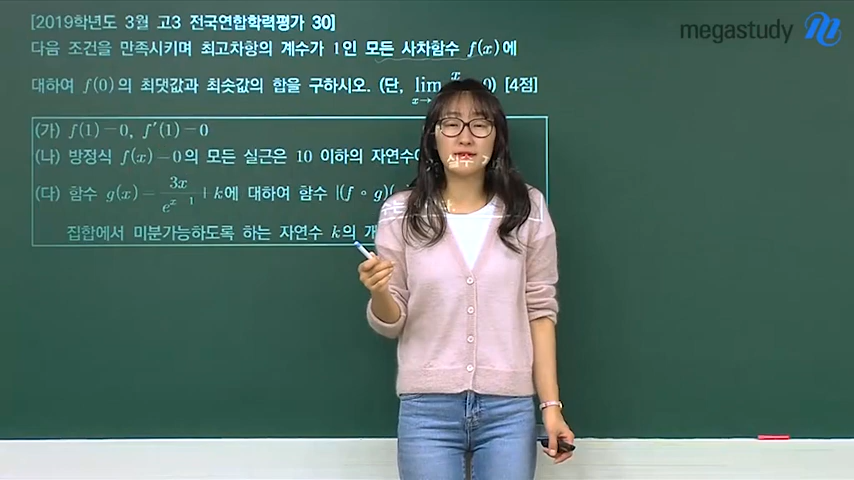 [2019학년도 3월 고3 전국연합학력평가 30]
megastudy
다음 조건을 만족시키며 최고차항의 계수가 1인 모든 사차함수 f(x)에
대하여 f(0)의 최댓값과 최솟값의 합을 구하시오. (단, lim x→ x 0) [4점]
(가) f(1)=0, f′(1)=0
(나) 방정식 f(x)=0의 모든 실근은 10 이하의 자연수
(다) 함수 g(x)= 3x / e^x 1 + k에 대하여 함수 |(f ∘ g)( 실수
집합에서 미분가능하도록 하는 자연수 k의 개